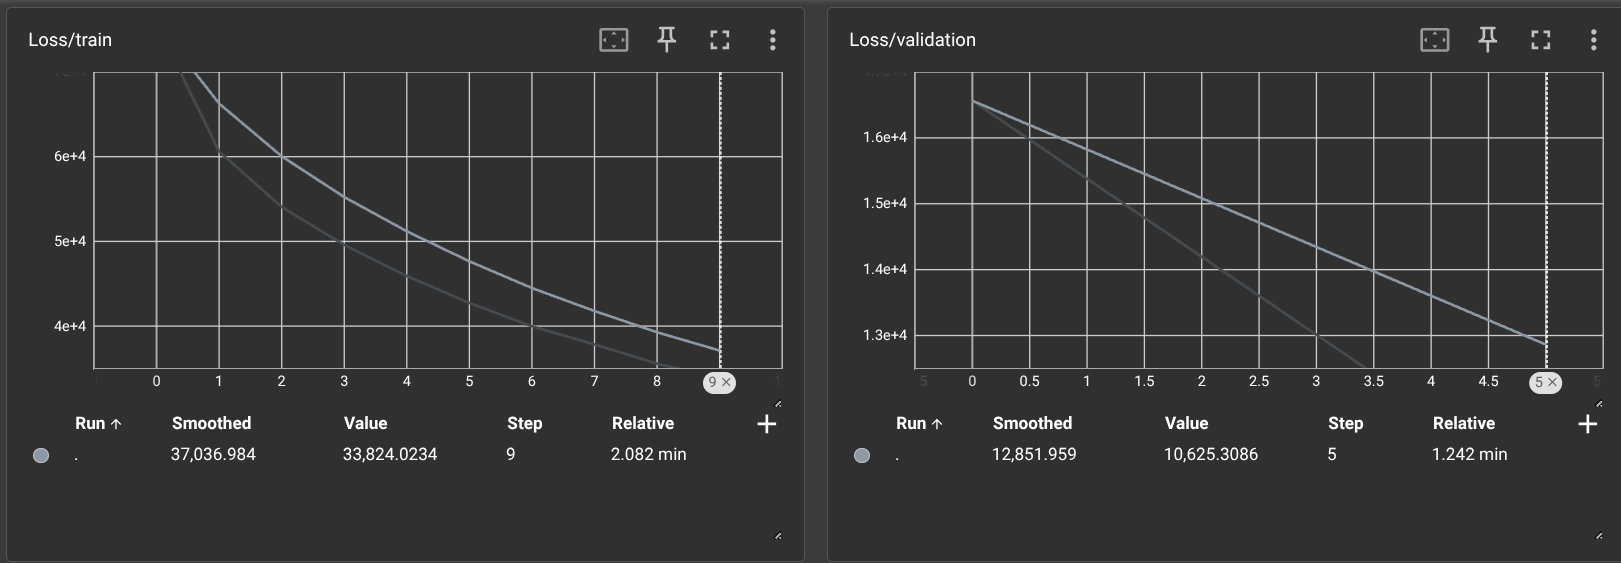 Loss/train
6e+4
5e+4
4e+4
0 1 2 3 4 5 6 7 8 9 ×
Run ↑ Smoothed Value Step Relative
. 37,036.984 33,824.0234 9 2.082 min
Loss/validation
1.6e+4
1.5e+4
1.4e+4
1.3e+4
5 0 0.5 1 1.5 2 2.5 3 3.5 4 4.5 5 × 5
Run ↑ Smoothed Value Step Relative
. 12,851.959 10,625.3086 5 1.242 min